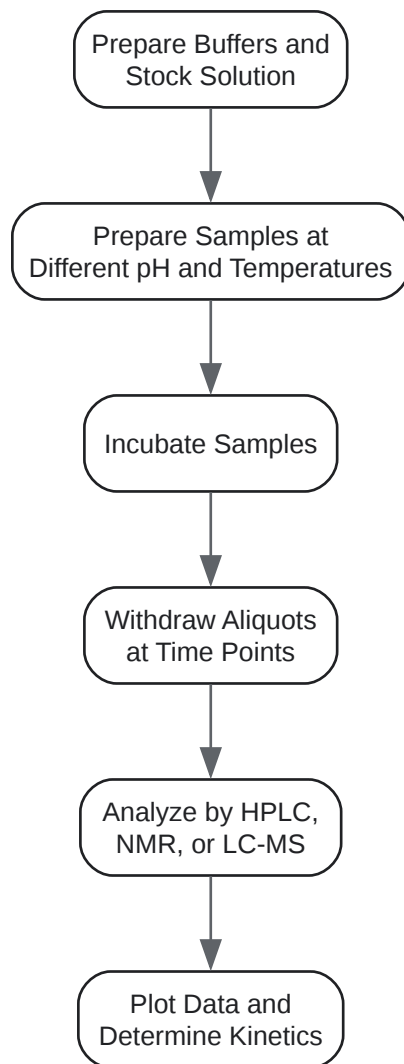 Prepare Buffers and
Stock Solution
Prepare Samples at
Different pH and Temperatures
Incubate Samples
Withdraw Aliquots
at Time Points
Analyze by HPLC,
NMR, or LC-MS
Plot Data and
Determine Kinetics